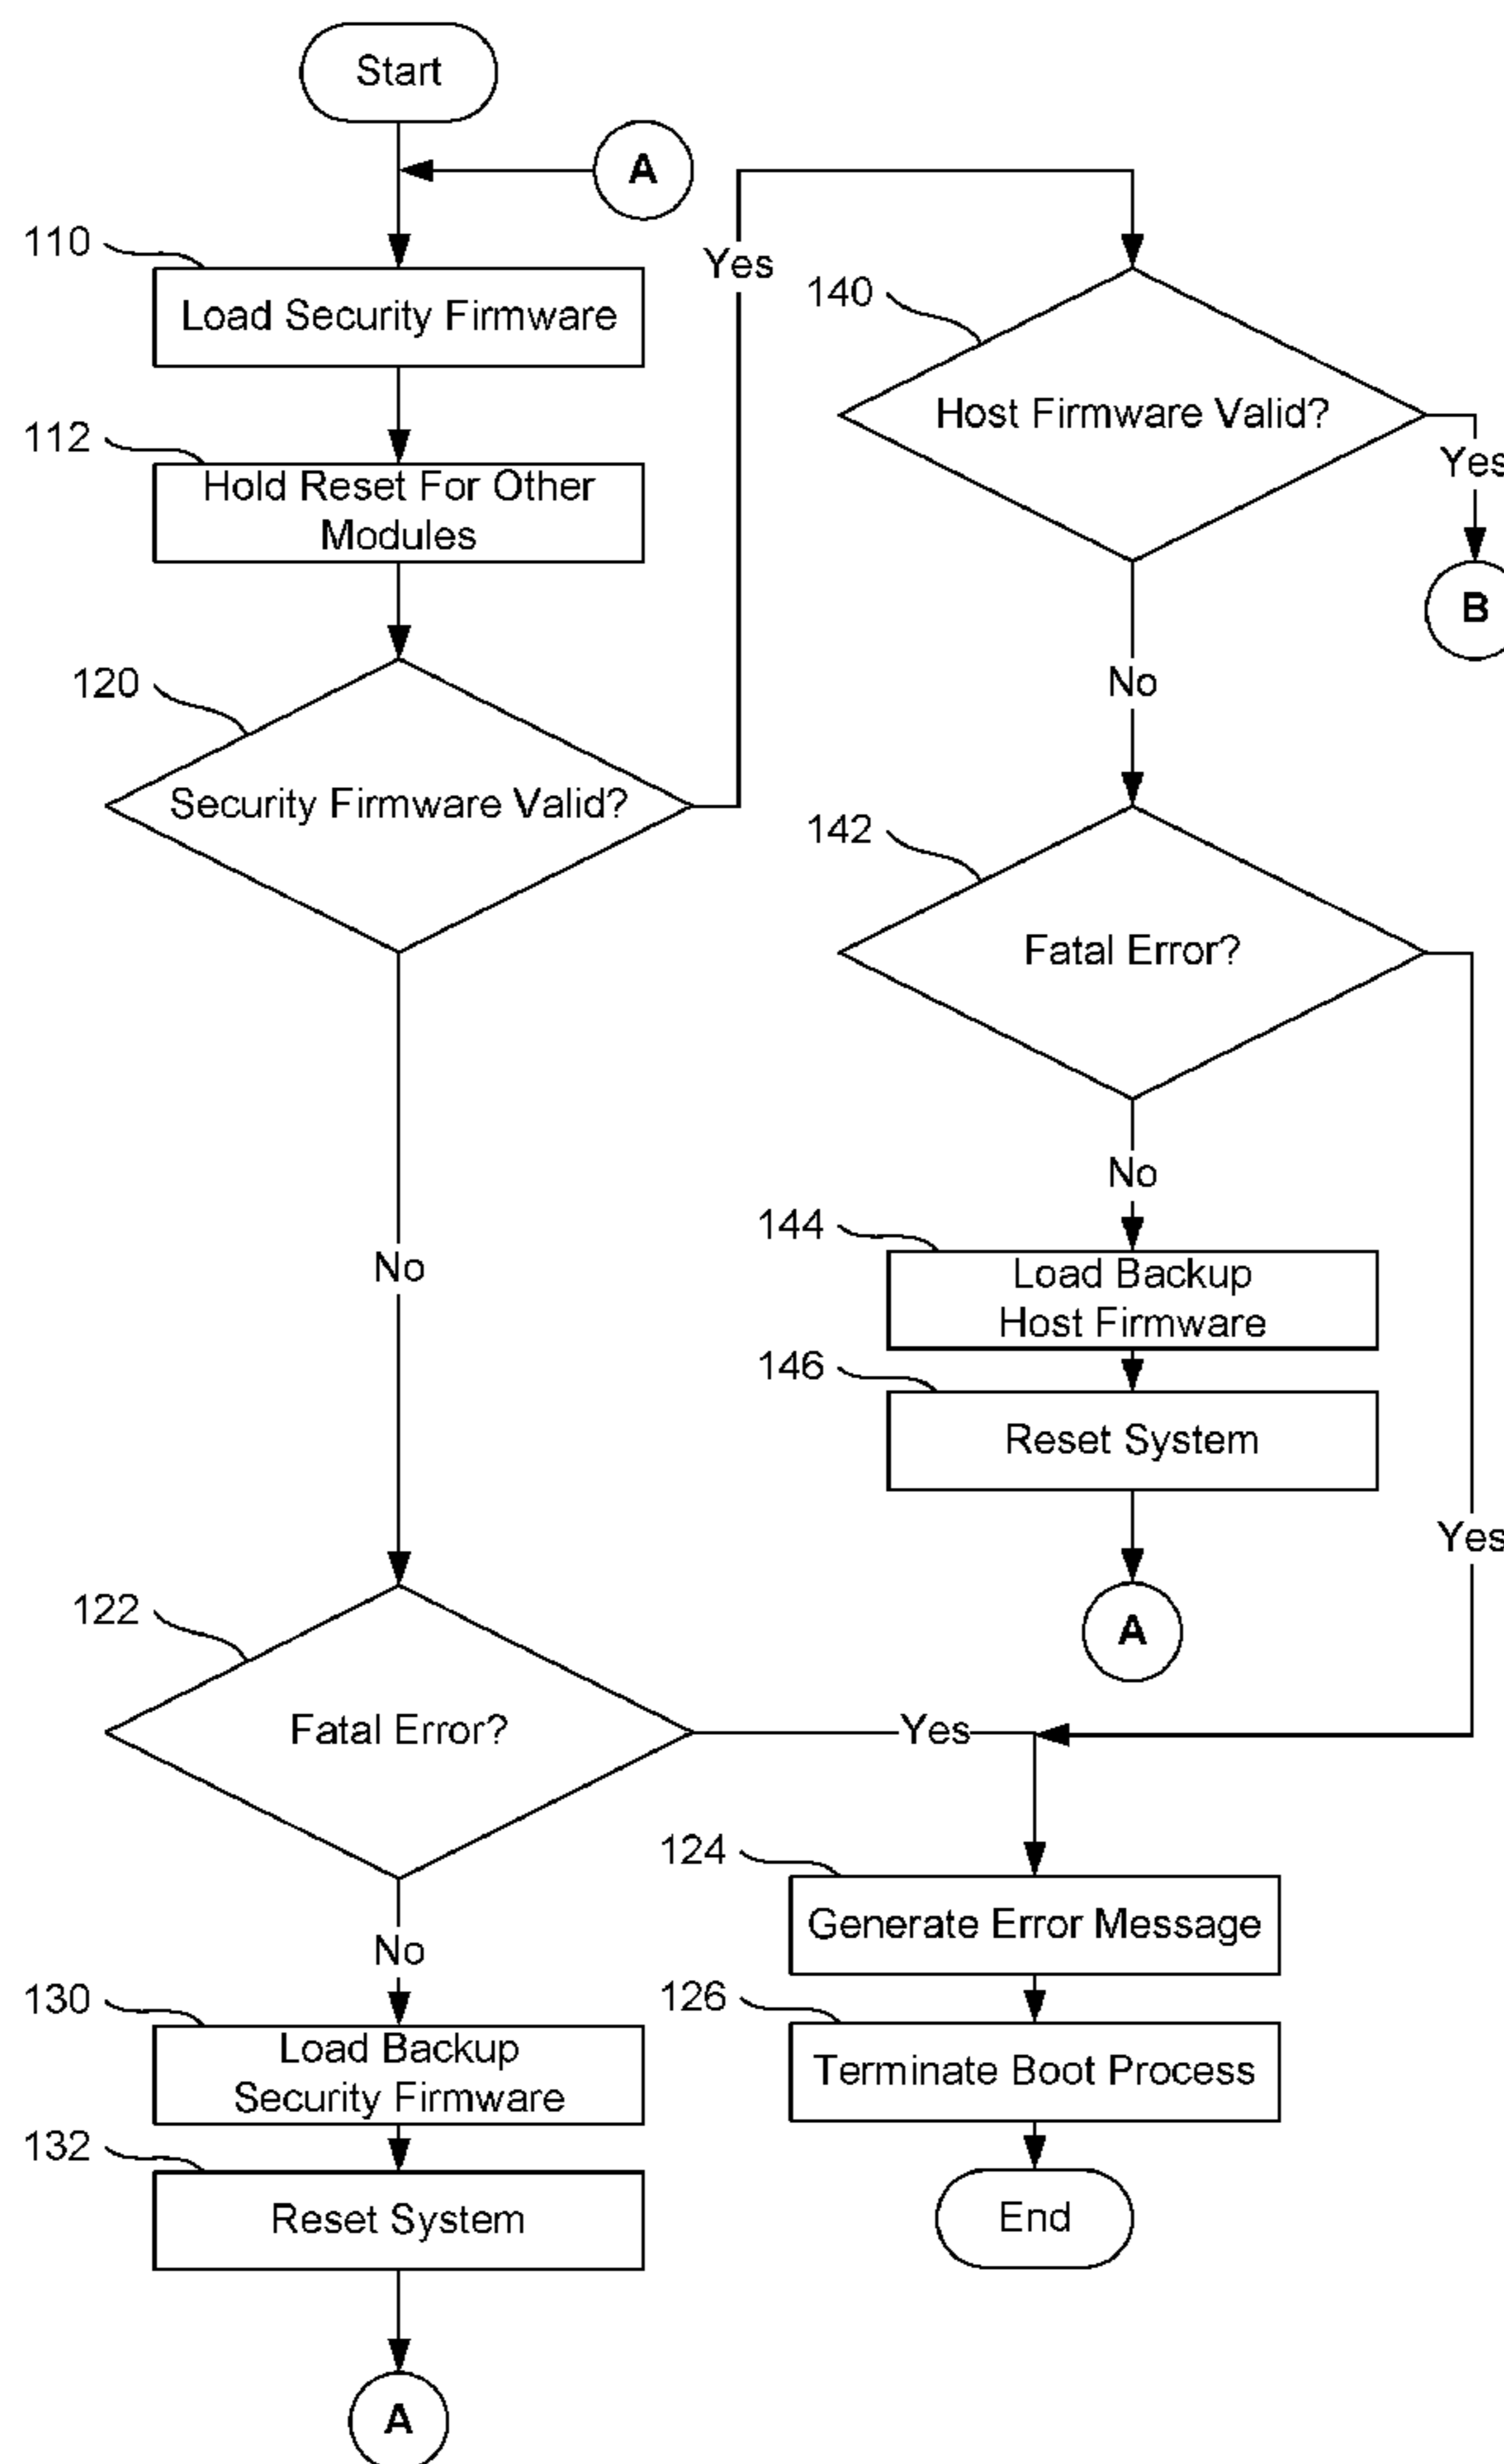 Start
A
110
Load Security Firmware
112
Hold Reset For Other
Modules
120
Security Firmware Valid?
Yes
140
Host Firmware Valid?
Yes
B
No
142
Fatal Error?
No
144
Load Backup
Host Firmware
146
Reset System
A
Yes
No
122
Fatal Error?
Yes
124
Generate Error Message
126
Terminate Boot Process
End
No
130
Load Backup
Security Firmware
132
Reset System
A